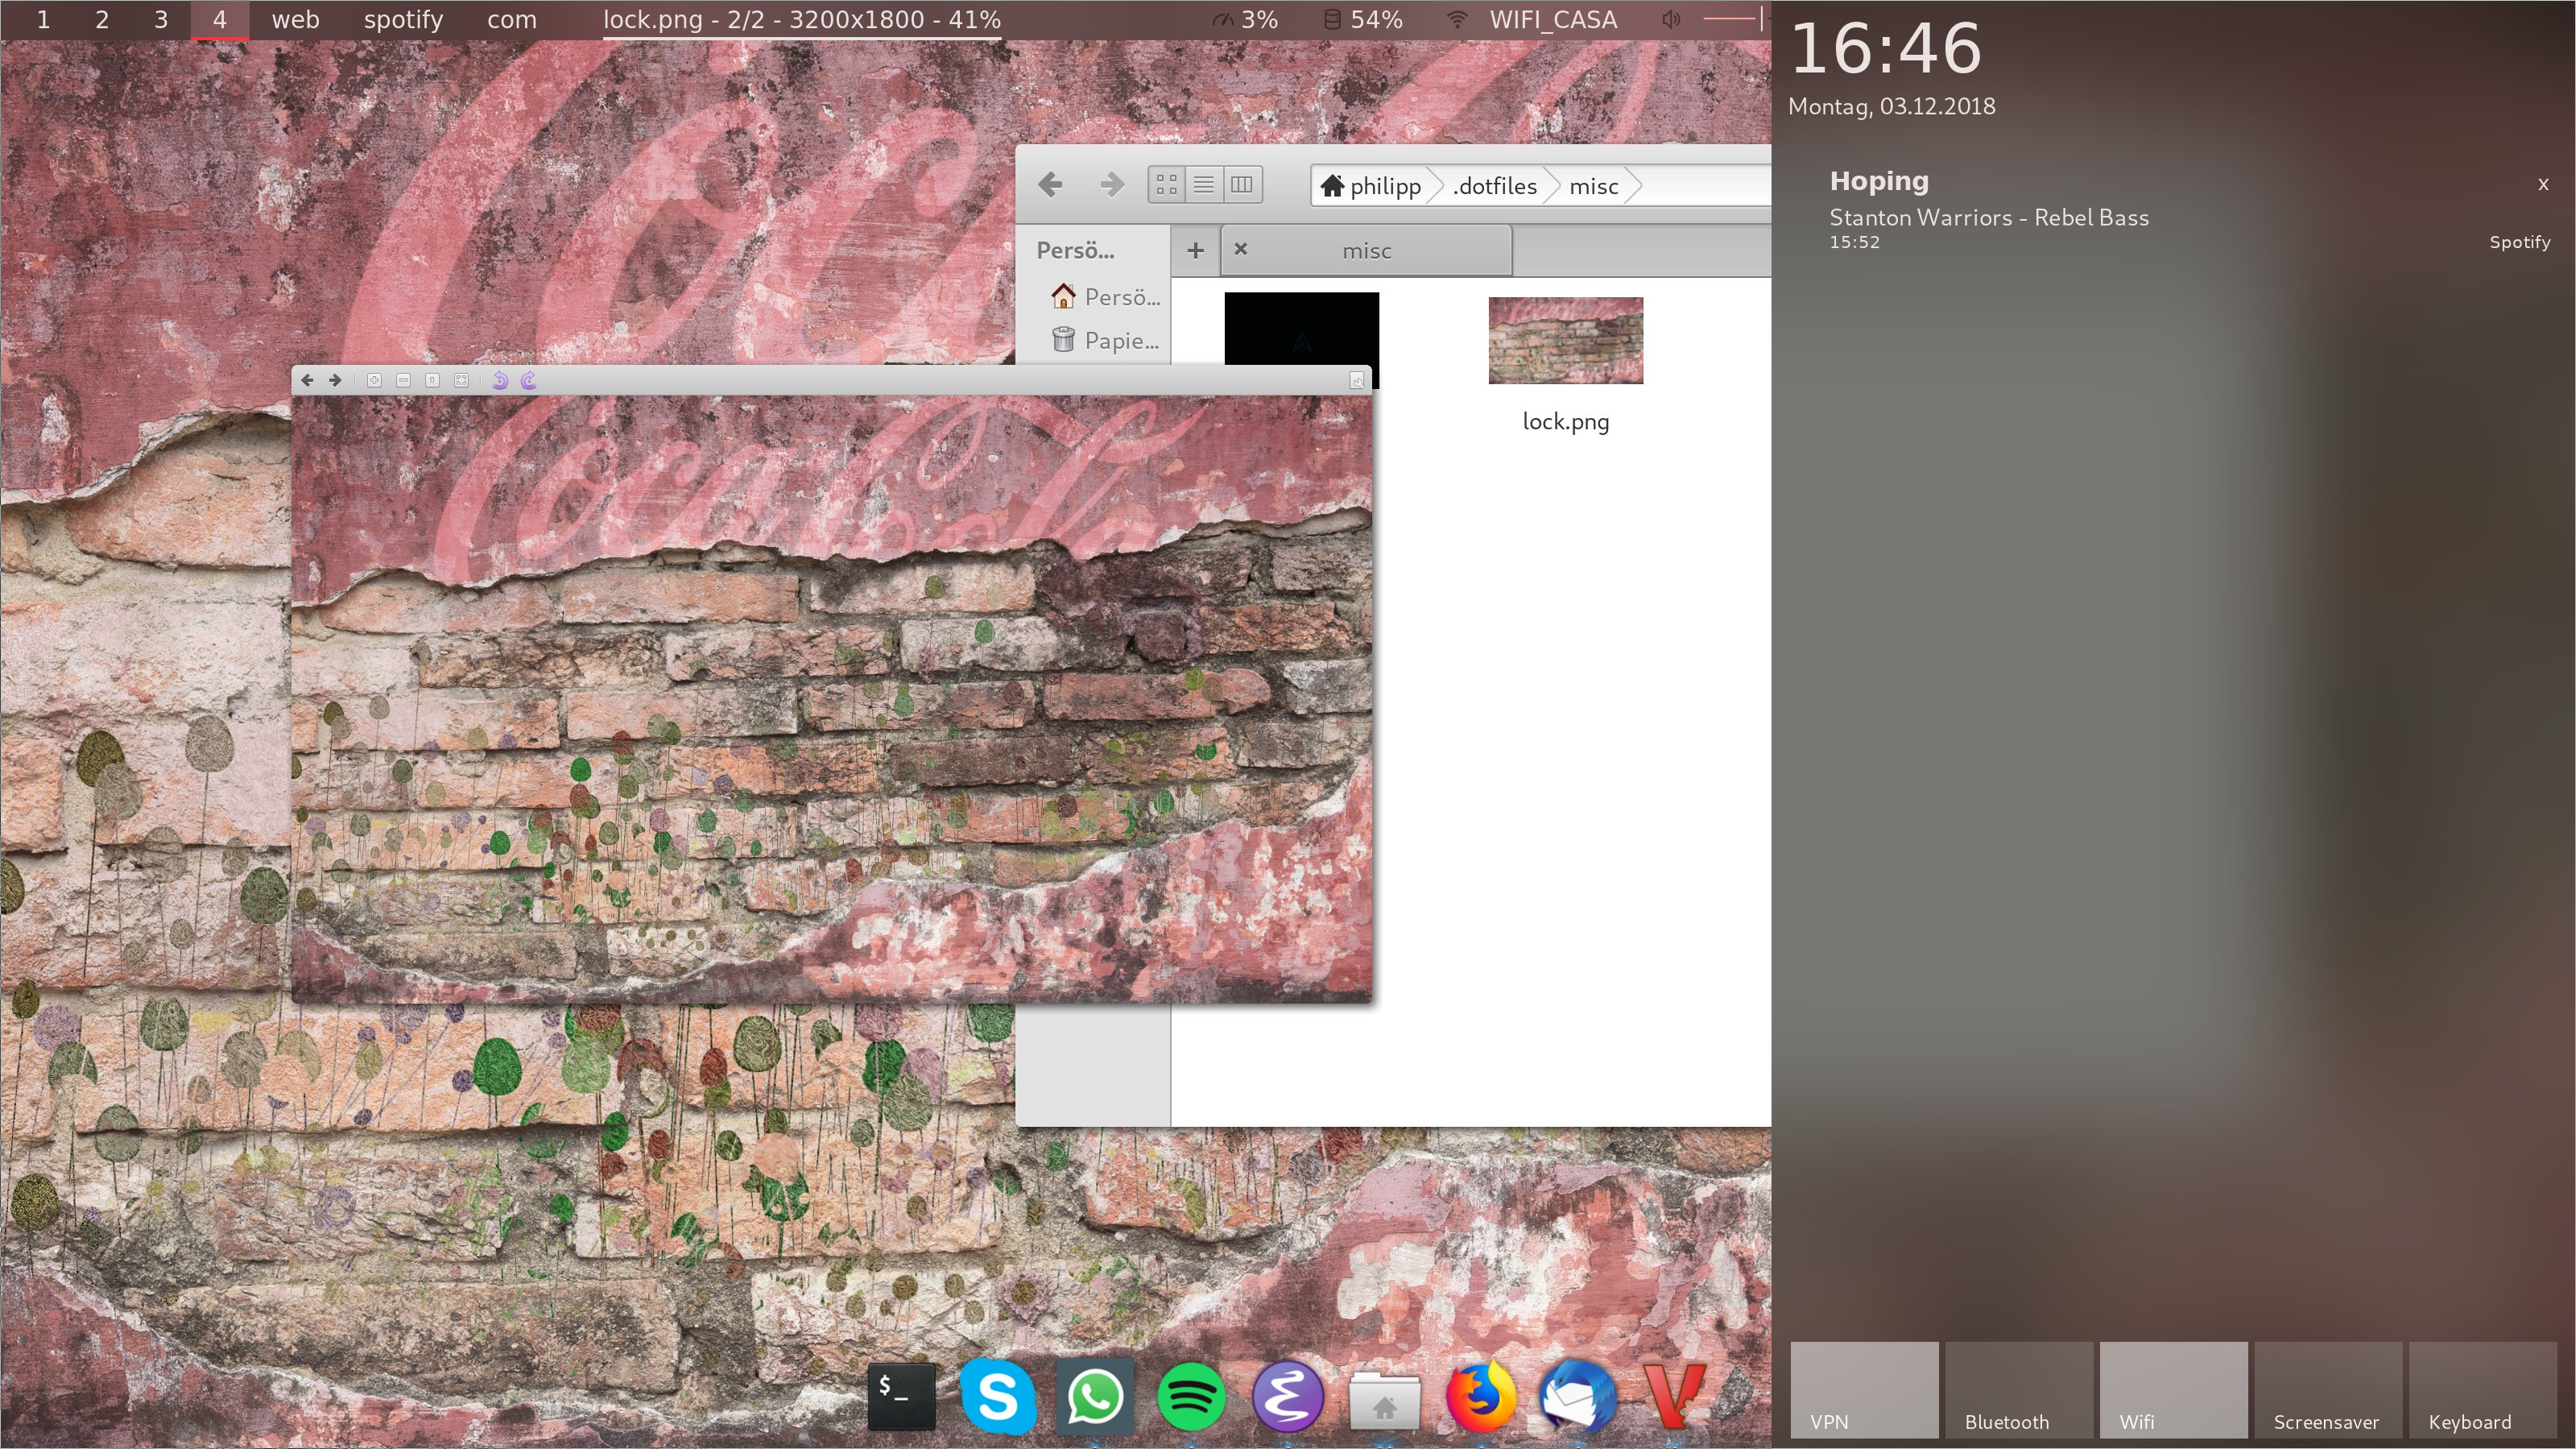 1 2 3 4 web spotify com lock.png - 2/2 - 3200x1800 - 41% 3% 54% WIFI_CASA
16:46
Montag, 03.12.2018
Hoping x
Stanton Warriors - Rebel Bass
15:52 Spotify
philipp .dotfiles misc
Persö... + × misc
Persö...
Papie...
lock.png
Coca-Cola
$_
S
VPN Bluetooth Wifi Screensaver Keyboard